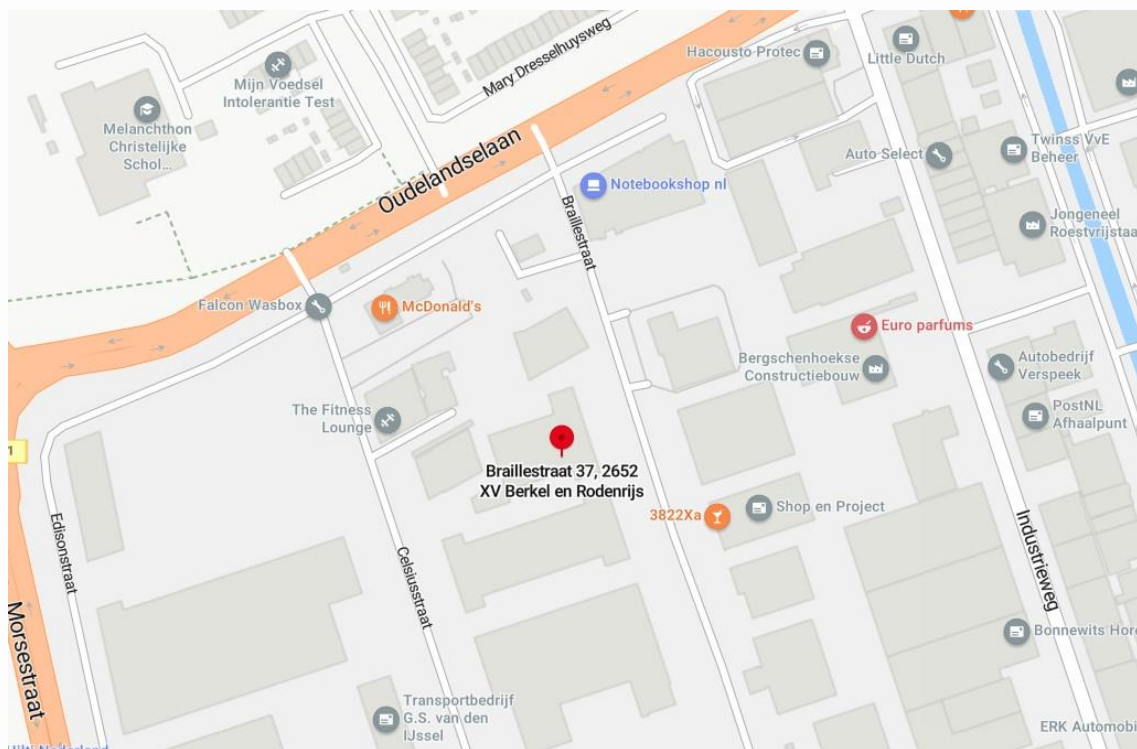 Hacousto Protec
Little Dutch
Mary Dresselhuysweg
Mijn Voedsel
Intolerantie Test
Melanchthon
Christelijke
Schol...
Twinss VvE
Beheer
Auto Select
Oudelandselaan
Notebookshop nl
Braillestraat
Jongeneel
Roestvrijstaa
Falcon Wasbox
McDonald's
Euro parfums
Bergschenhoekse
Constructiebouw
Autobedrijf
Verspeek
The Fitness
Lounge
PostNL
Afhaalpunt
1
Braillestraat 37, 2652
XV Berkel en Rodenrijs
3822Xa
Shop en Project
Edisonstraat
Celsiusstraat
Industrieweg
Morsestraat
Bonnewits Hore
Transportbedrijf
G.S. van den
IJssel
ERK Automobi
Hilti Nederland